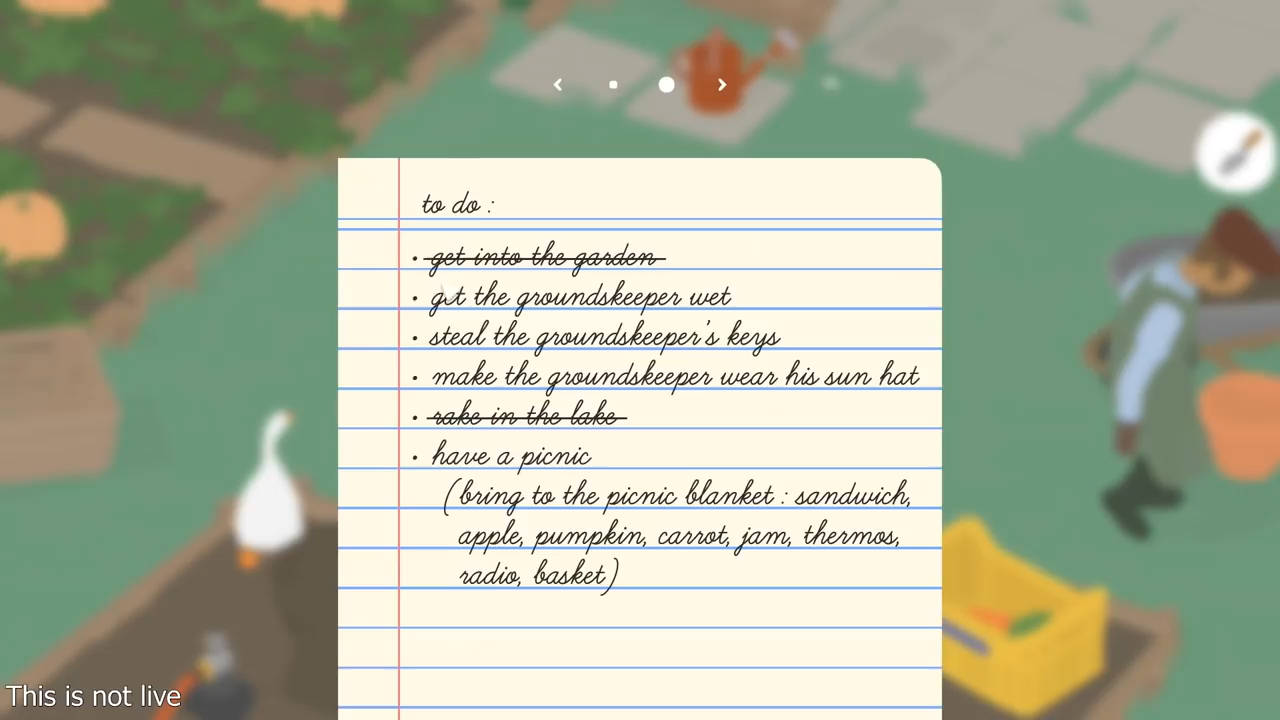 to do :
• get into the garden
• get the groundskeeper wet
• steal the groundskeeper's keys
• make the groundskeeper wear his sun hat
• rake in the lake
• have a picnic
(bring to the picnic blanket : sandwich,
apple, pumpkin, carrot, jam, thermos,
radio, basket)
This is not live